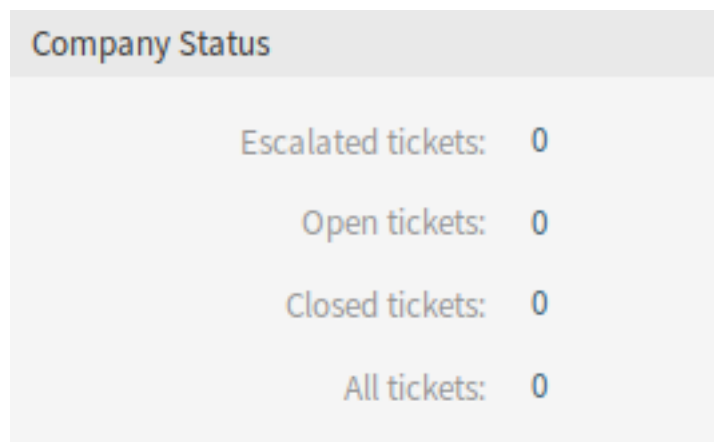 Company Status
Escalated tickets: 0
Open tickets: 0
Closed tickets: 0
All tickets: 0